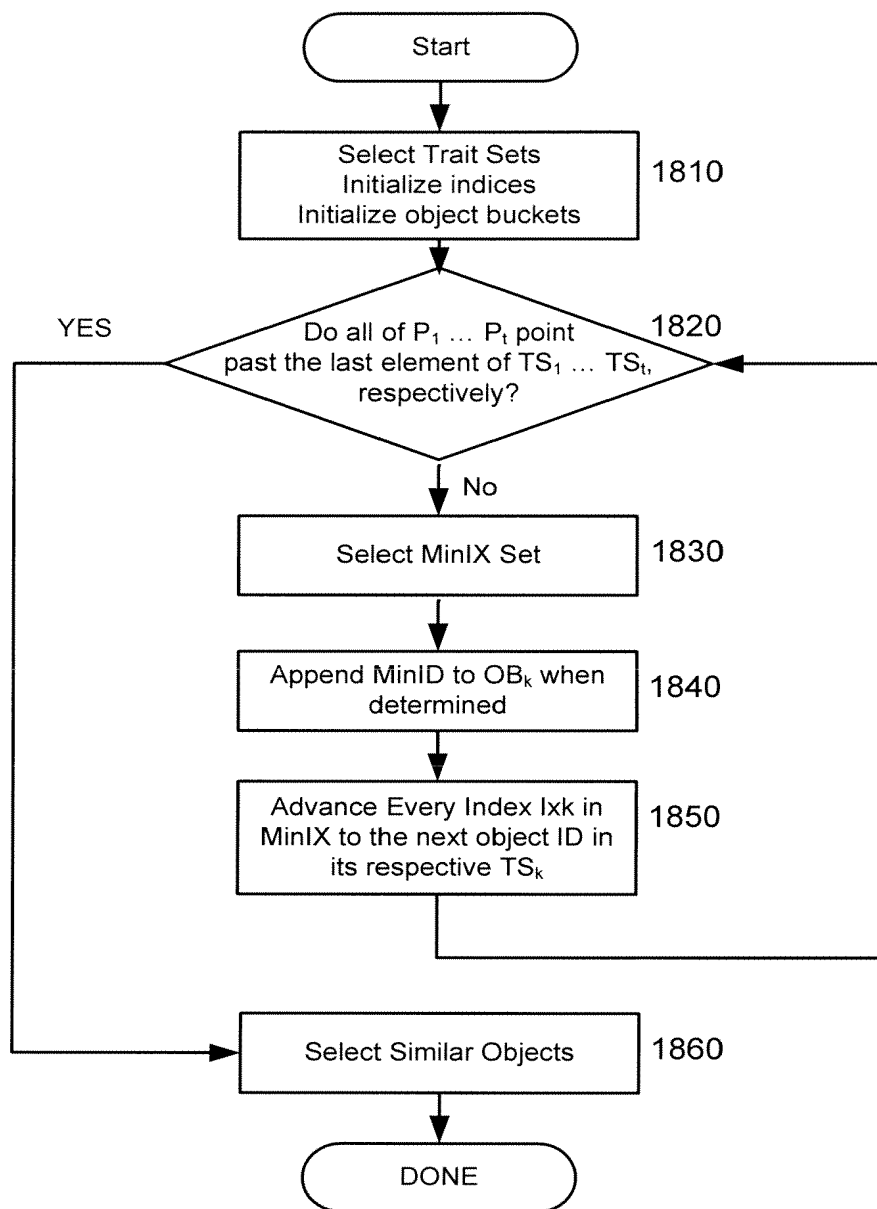 Start
Select Trait Sets
Initialize indices
Initialize object buckets
1810
YES
Do all of P₁ ... Pₜ point
past the last element of TS₁ ... TSₜ,
respectively?
1820
No
Select MinIX Set
1830
Append MinID to OBₖ when
determined
1840
Advance Every Index Ixk in
MinIX to the next object ID in
its respective TSₖ
1850
Select Similar Objects
1860
DONE